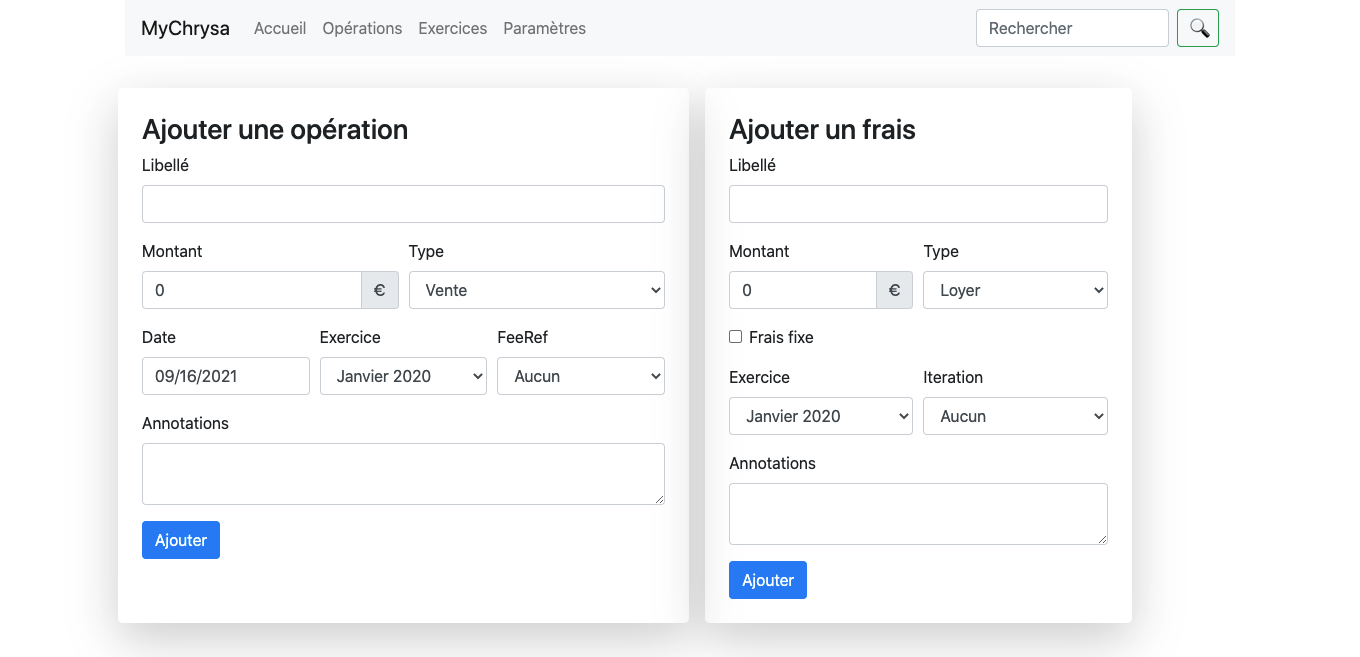 MyChrysa Accueil Opérations Exercices Paramètres Rechercher
Ajouter une opération
Libellé
Montant Type
0 € Vente
Date Exercice FeeRef
09/16/2021 Janvier 2020 Aucun
Annotations
Ajouter
Ajouter un frais
Libellé
Montant Type
0 € Loyer
Frais fixe
Exercice Iteration
Janvier 2020 Aucun
Annotations
Ajouter